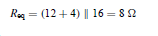 R_eq = (12 + 4) ∥ 16 = 8 Ω